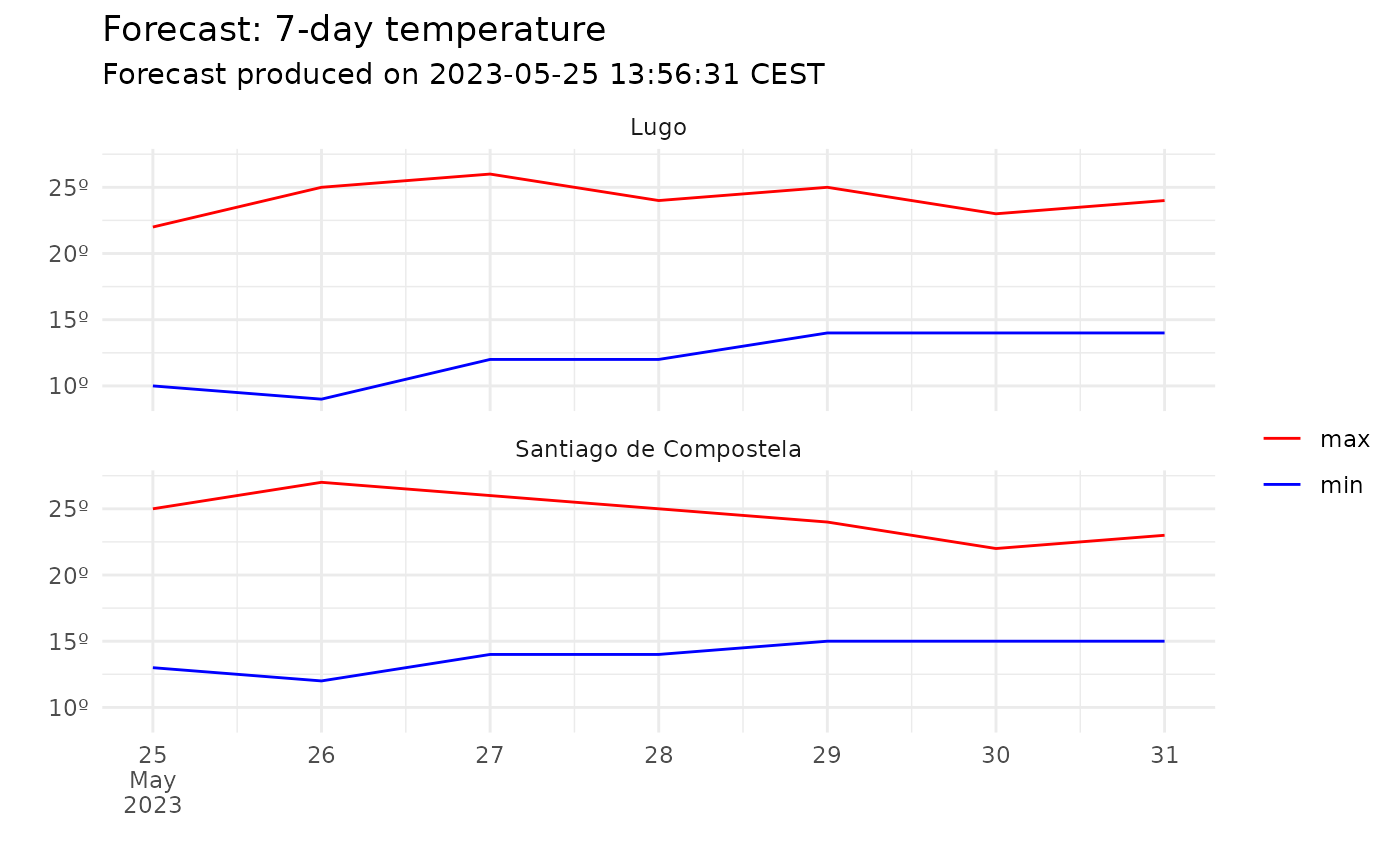 Forecast: 7-day temperature
Forecast produced on 2023-05-25 13:56:31 CEST
Lugo
25º
20º
15º
10º
Santiago de Compostela
25º
20º
15º
10º
25 26 27 28 29 30 31
May
2023
max
min